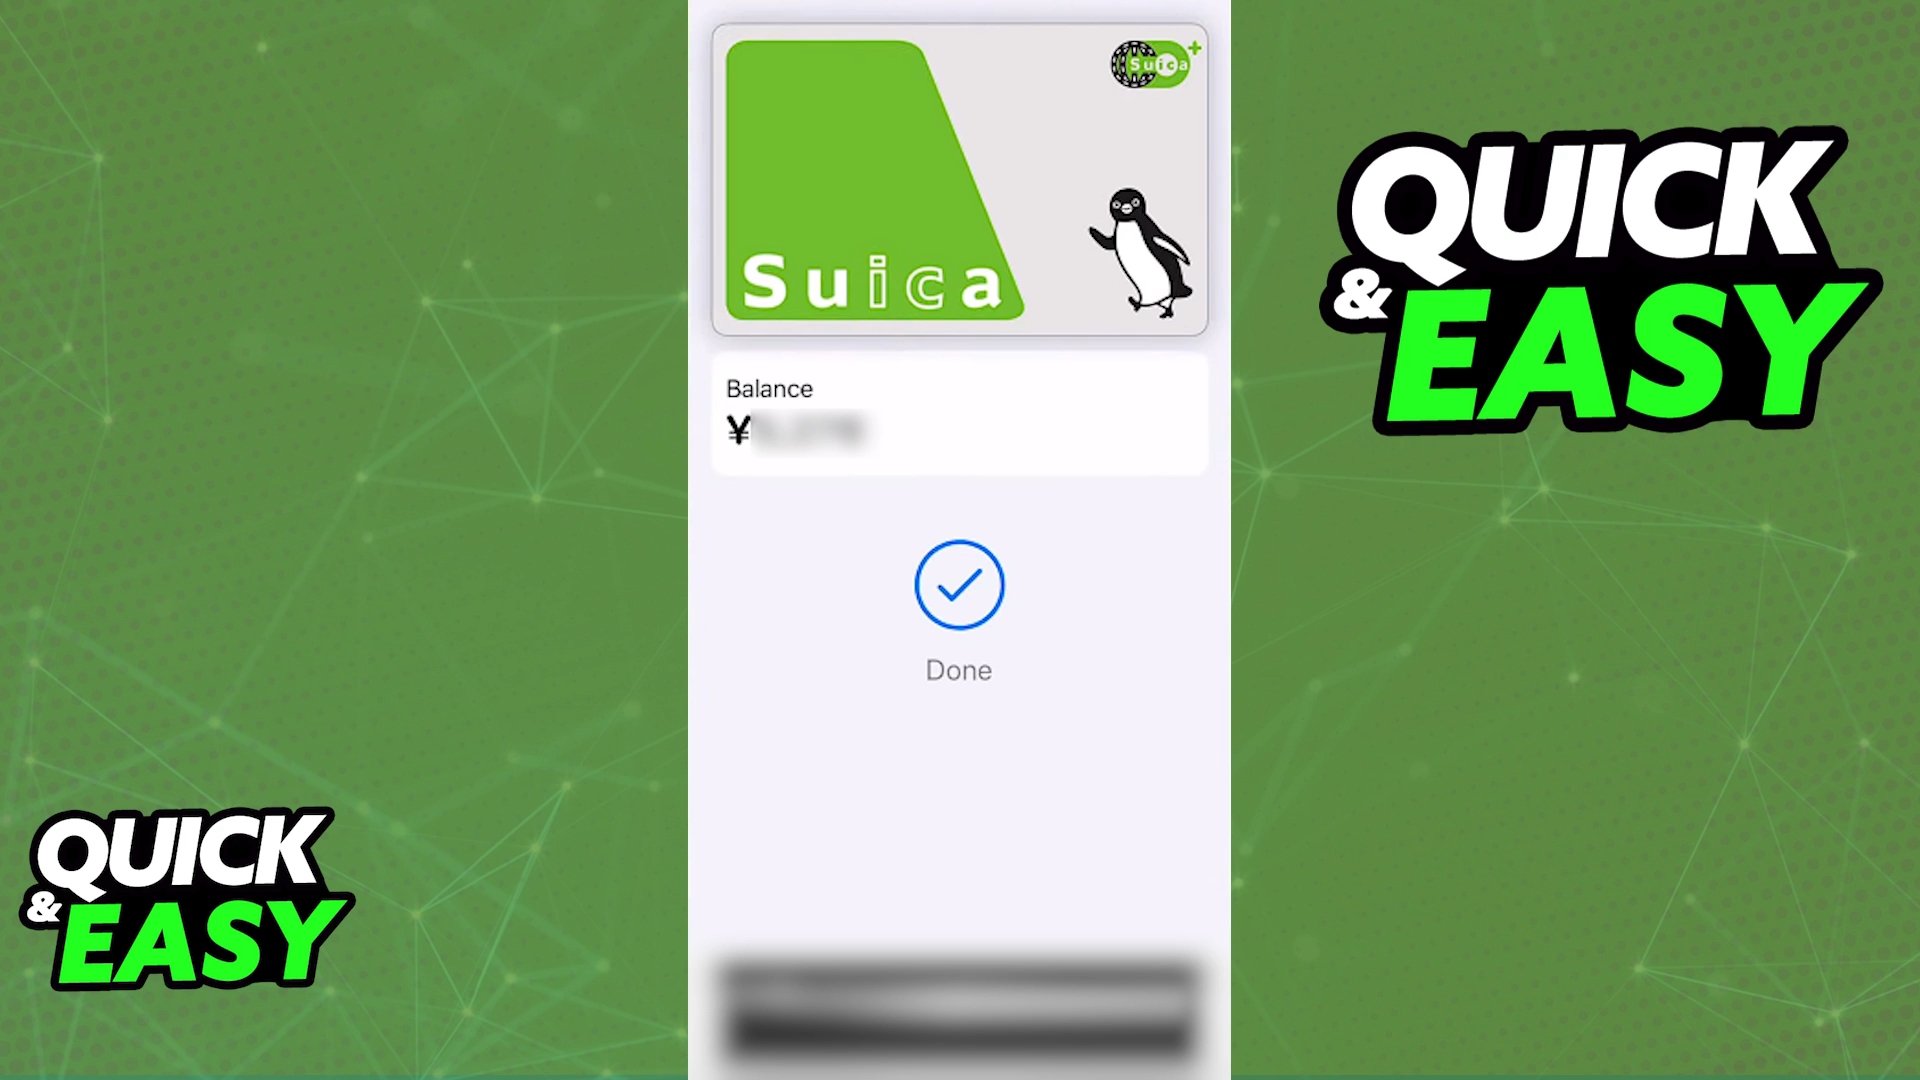 Suica
Suica
Balance
¥
Done
QUICK
& EASY
QUICK
& EASY